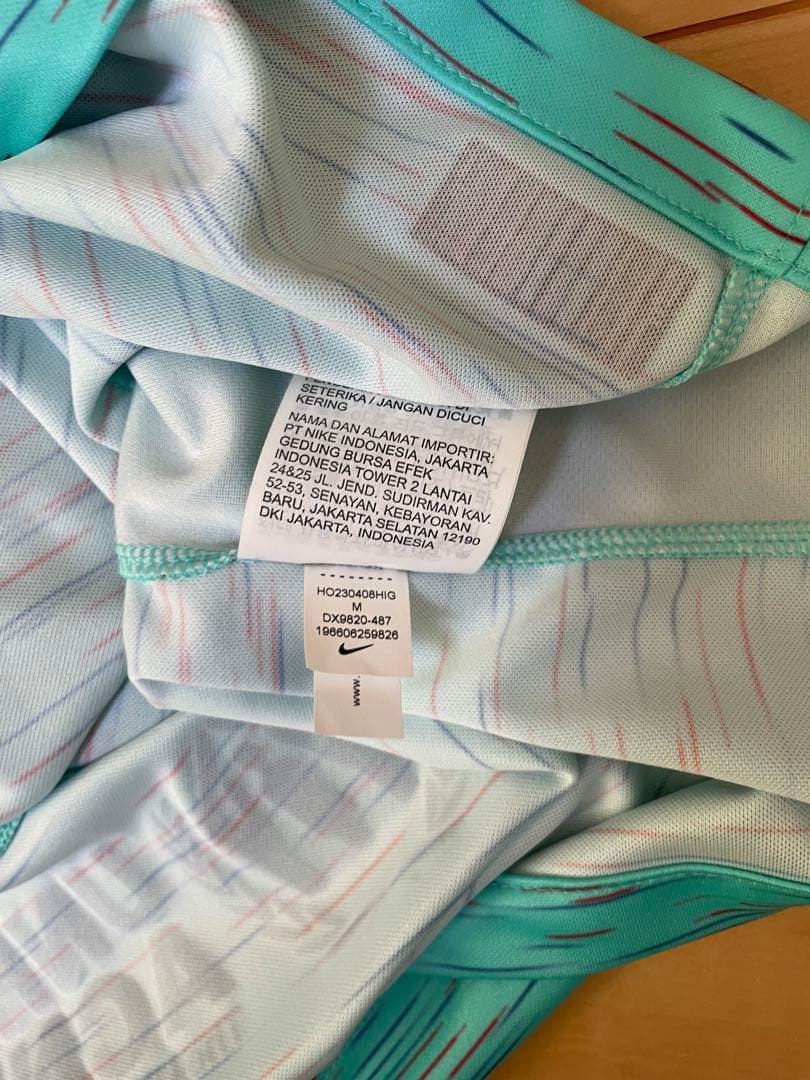 SETERIKA / JANGAN DICUCI
KERING
NAMA DAN ALAMAT IMPORTIR:
PT NIKE INDONESIA, JAKARTA
GEDUNG BURSA EFEK
INDONESIA TOWER 2 LANTAI
24&25 JL. JEND. SUDIRMAN KAV.
52-53, SENAYAN, KEBAYORAN
BARU, JAKARTA SELATAN 12190
DKI JAKARTA, INDONESIA
HO230408HIG
M
DX9820-487
196606259826
www.